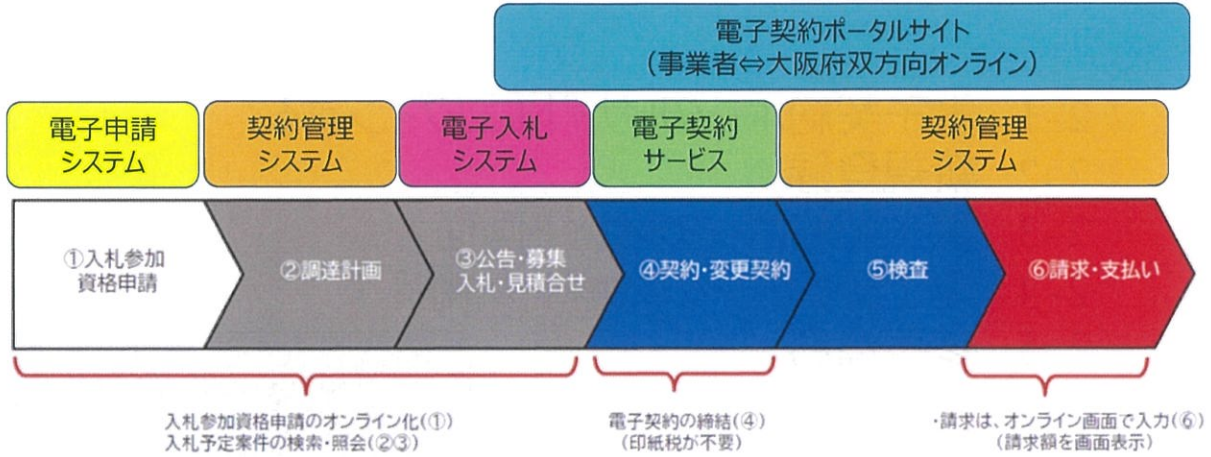 電子契約ポータルサイト
（事業者⇔大阪府双方向オンライン）
電子申請
システム
契約管理
システム
電子入札
システム
電子契約
サービス
契約管理
システム
①入札参加
資格申請
②調達計画
③公告・募集
入札・見積合せ
④契約・変更契約
⑤検査
⑥請求・支払い
入札参加資格申請のオンライン化(①)
入札予定案件の検索・照会(②③)
電子契約の締結(④)
(印紙税が不要)
・請求は、オンライン画面で入力(⑥)
(請求額を画面表示)